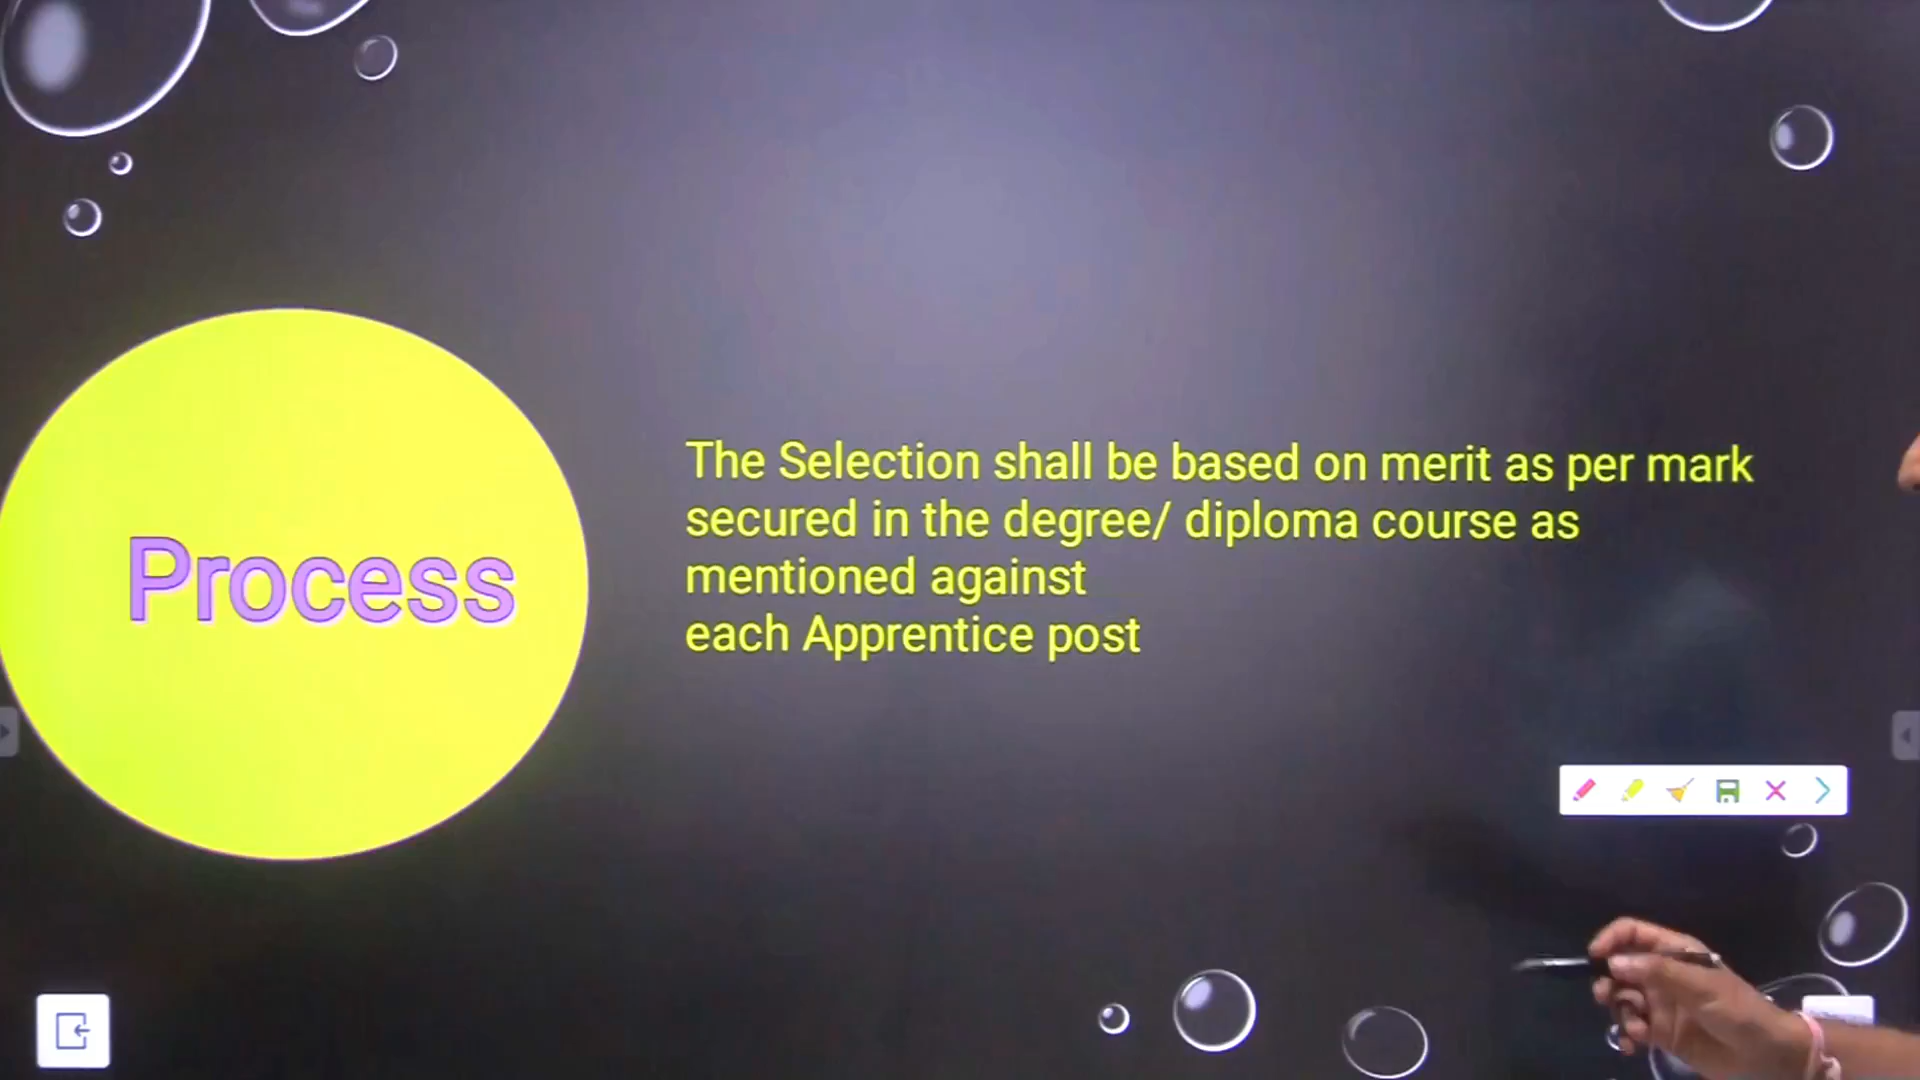 Process
The Selection shall be based on merit as per mark
secured in the degree/ diploma course as
mentioned against
each Apprentice post